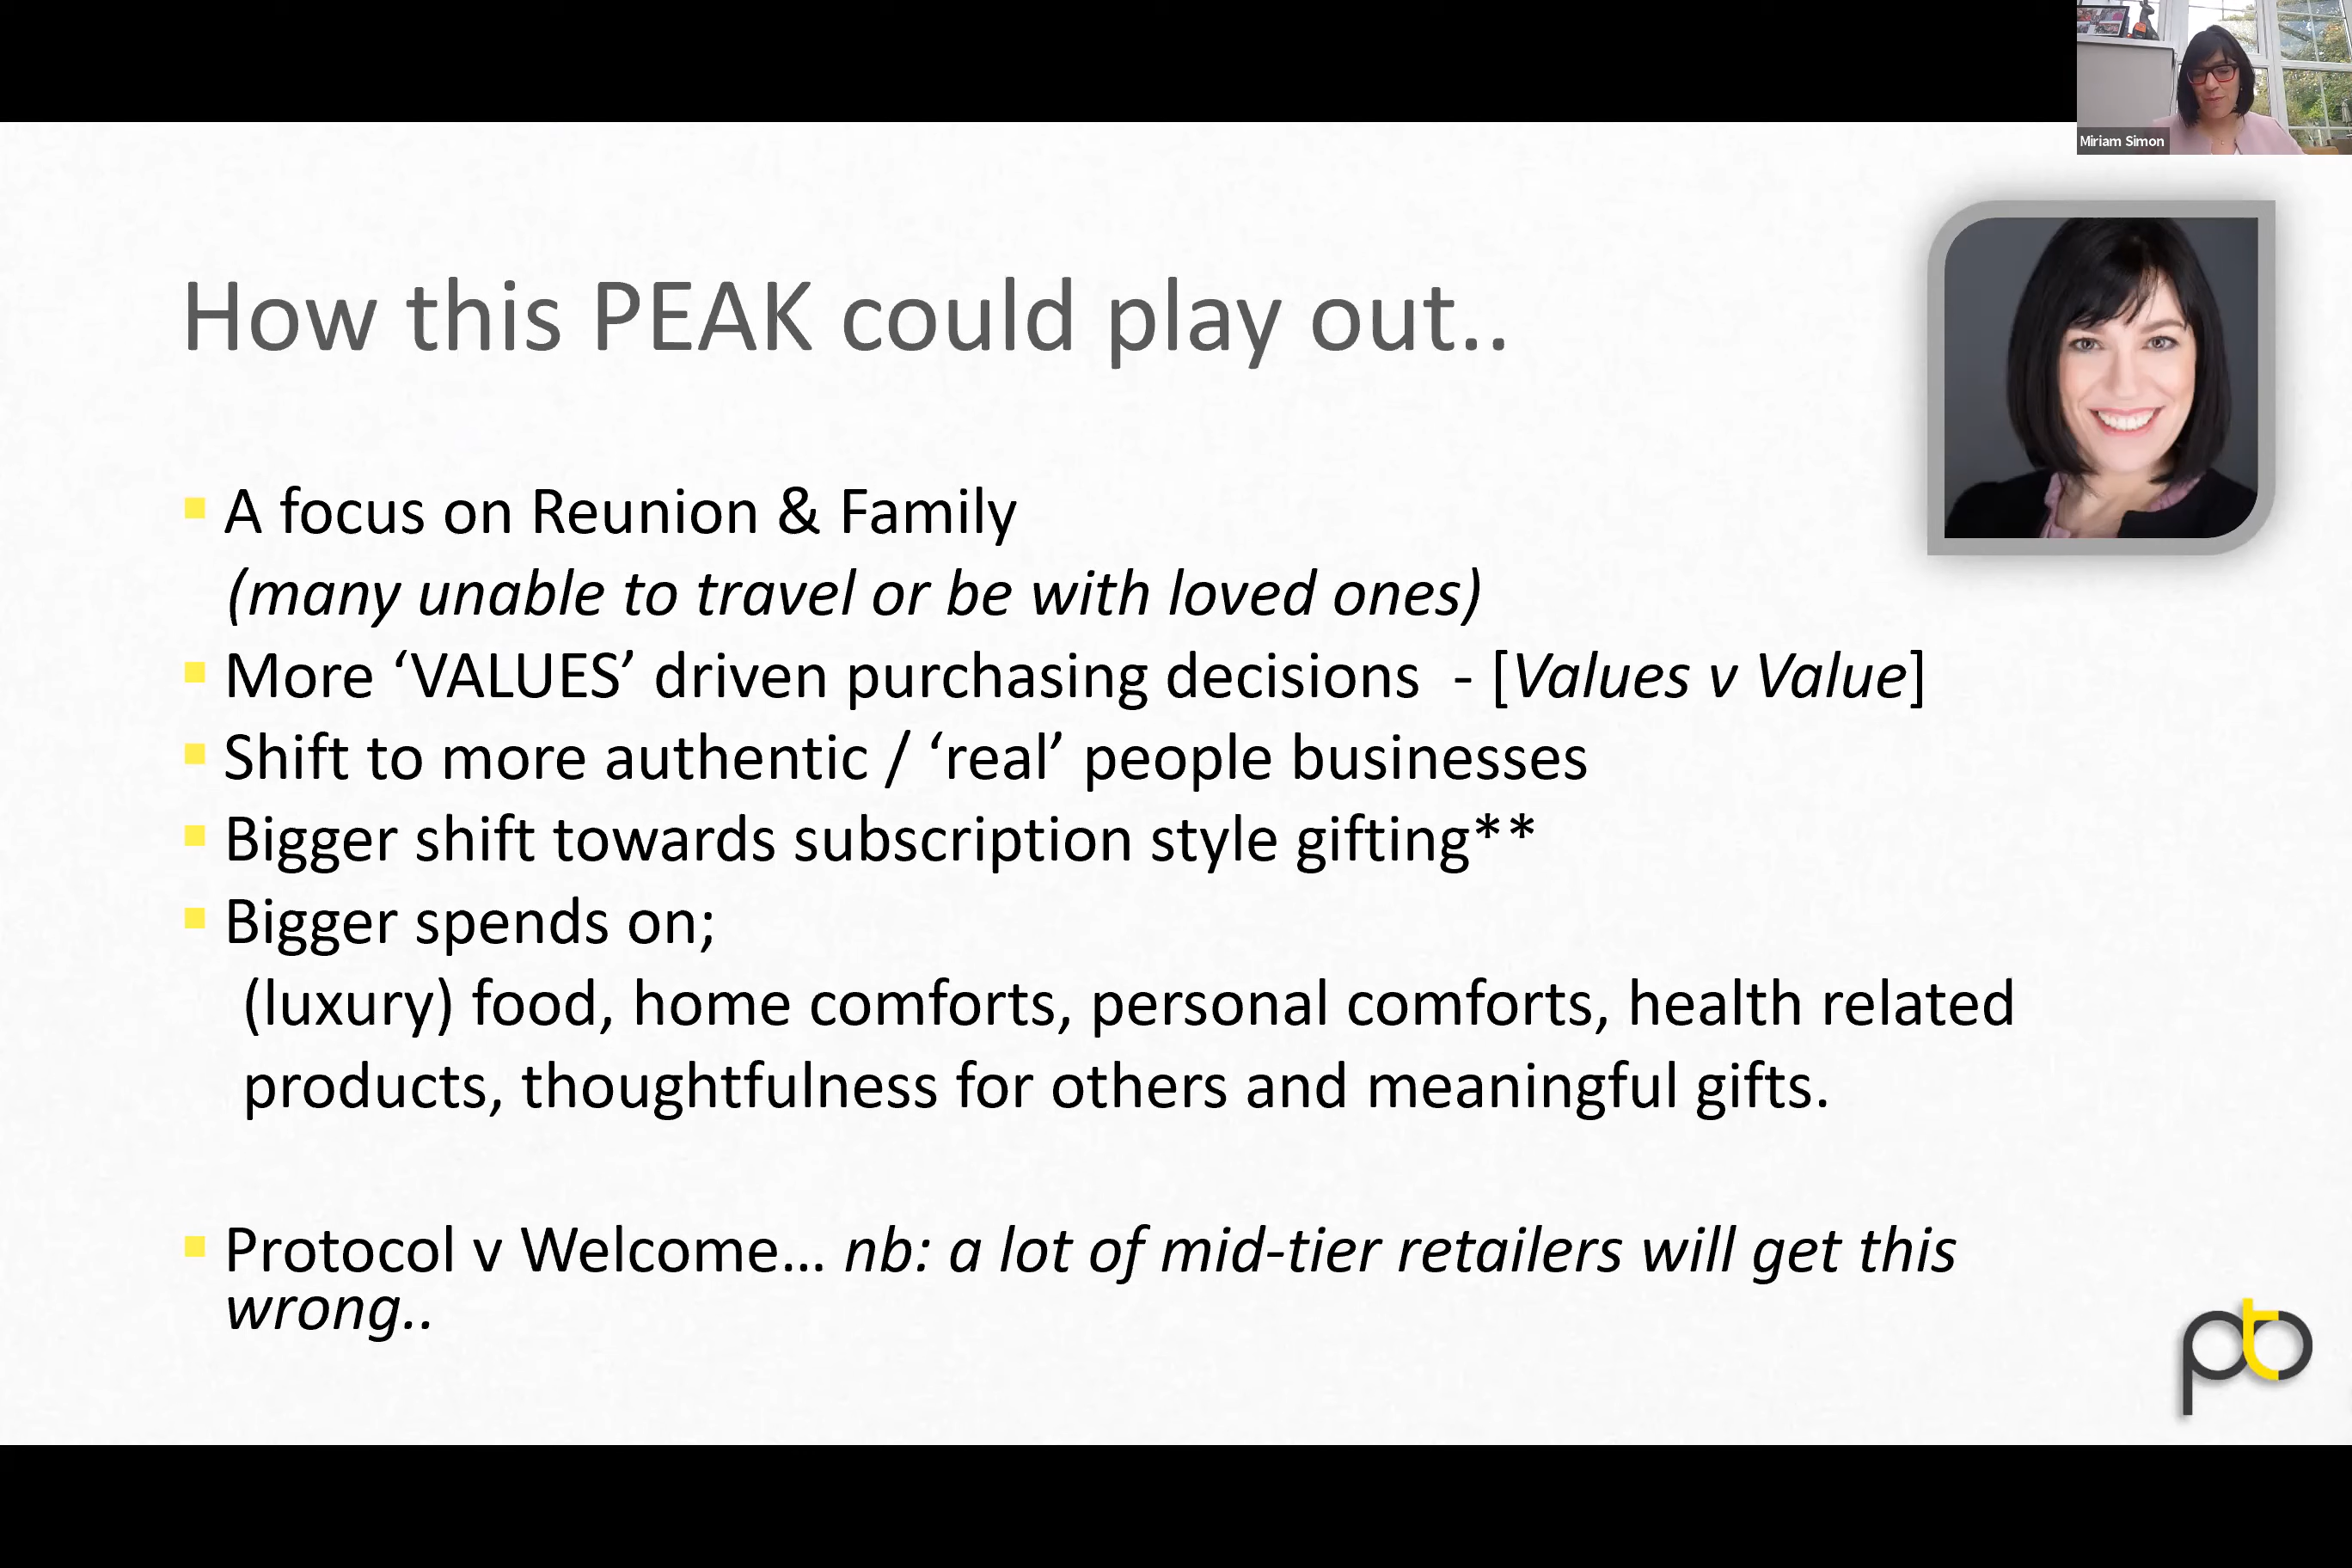 Miriam Simon
How this PEAK could play out..
A focus on Reunion & Family
(many unable to travel or be with loved ones)
More ‘VALUES’ driven purchasing decisions - [Values v Value]
Shift to more authentic / ‘real’ people businesses
Bigger shift towards subscription style gifting**
Bigger spends on;
(luxury) food, home comforts, personal comforts, health related
products, thoughtfulness for others and meaningful gifts.
Protocol v Welcome... nb: a lot of mid-tier retailers will get this
wrong..
ptb